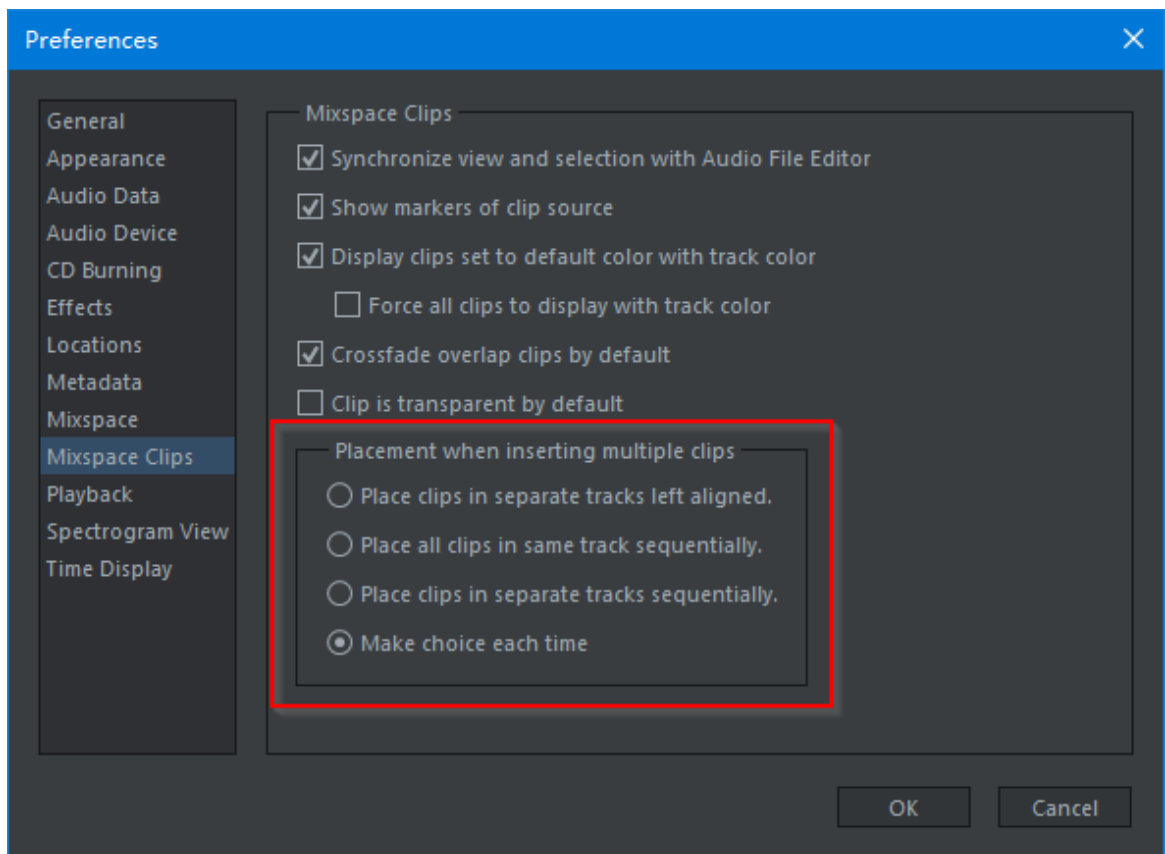 Preferences
General
Appearance
Audio Data
Audio Device
CD Burning
Effects
Locations
Metadata
Mixspace
Mixspace Clips
Playback
Spectrogram View
Time Display
Mixspace Clips
Synchronize view and selection with Audio File Editor
Show markers of clip source
Display clips set to default color with track color
Force all clips to display with track color
Crossfade overlap clips by default
Clip is transparent by default
Placement when inserting multiple clips
Place clips in separate tracks left aligned.
Place all clips in same track sequentially.
Place clips in separate tracks sequentially.
Make choice each time
OK
Cancel